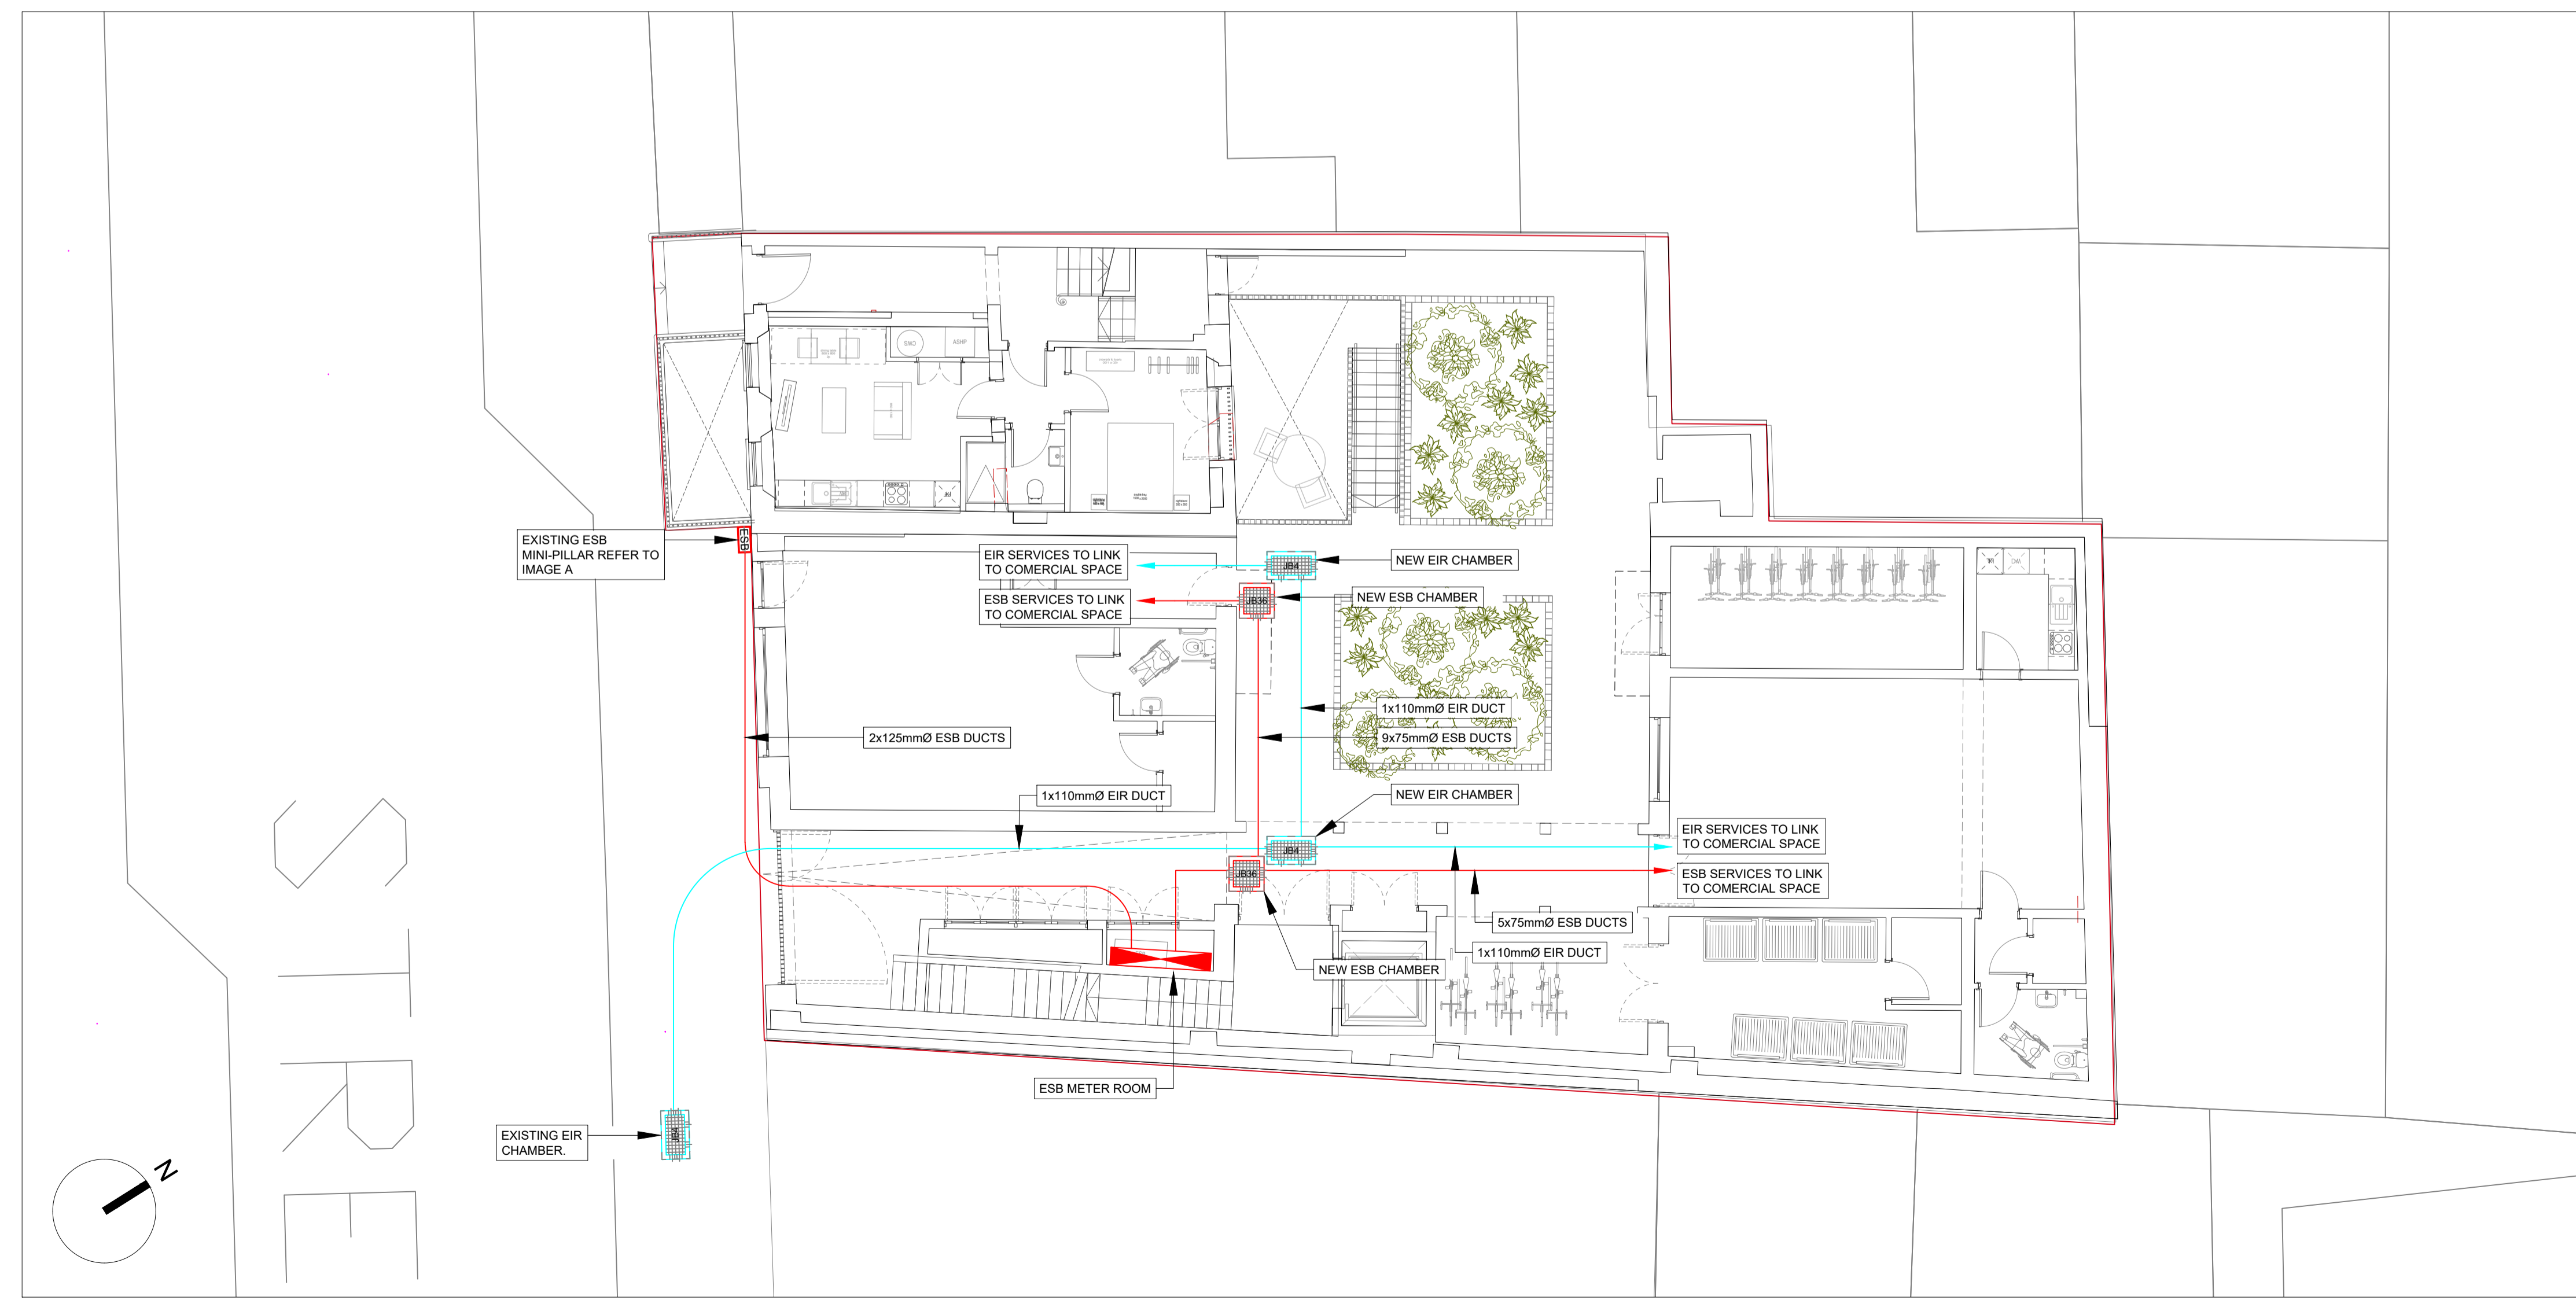 CWS
ASHP
EXISTING ESB
MINI-PILLAR REFER TO
IMAGE A
ESB
EIR SERVICES TO LINK
TO COMERCIAL SPACE
ESB SERVICES TO LINK
TO COMERCIAL SPACE
JB4
NEW EIR CHAMBER
JB36
NEW ESB CHAMBER
1x110mmØ EIR DUCT
9x75mmØ ESB DUCTS
2x125mmØ ESB DUCTS
1x110mmØ EIR DUCT
NEW EIR CHAMBER
JB4
JB36
EIR SERVICES TO LINK
TO COMERCIAL SPACE
ESB SERVICES TO LINK
TO COMERCIAL SPACE
5x75mmØ ESB DUCTS
1x110mmØ EIR DUCT
NEW ESB CHAMBER
ESB METER ROOM
EXISTING EIR
CHAMBER.
JB4
N
STRE